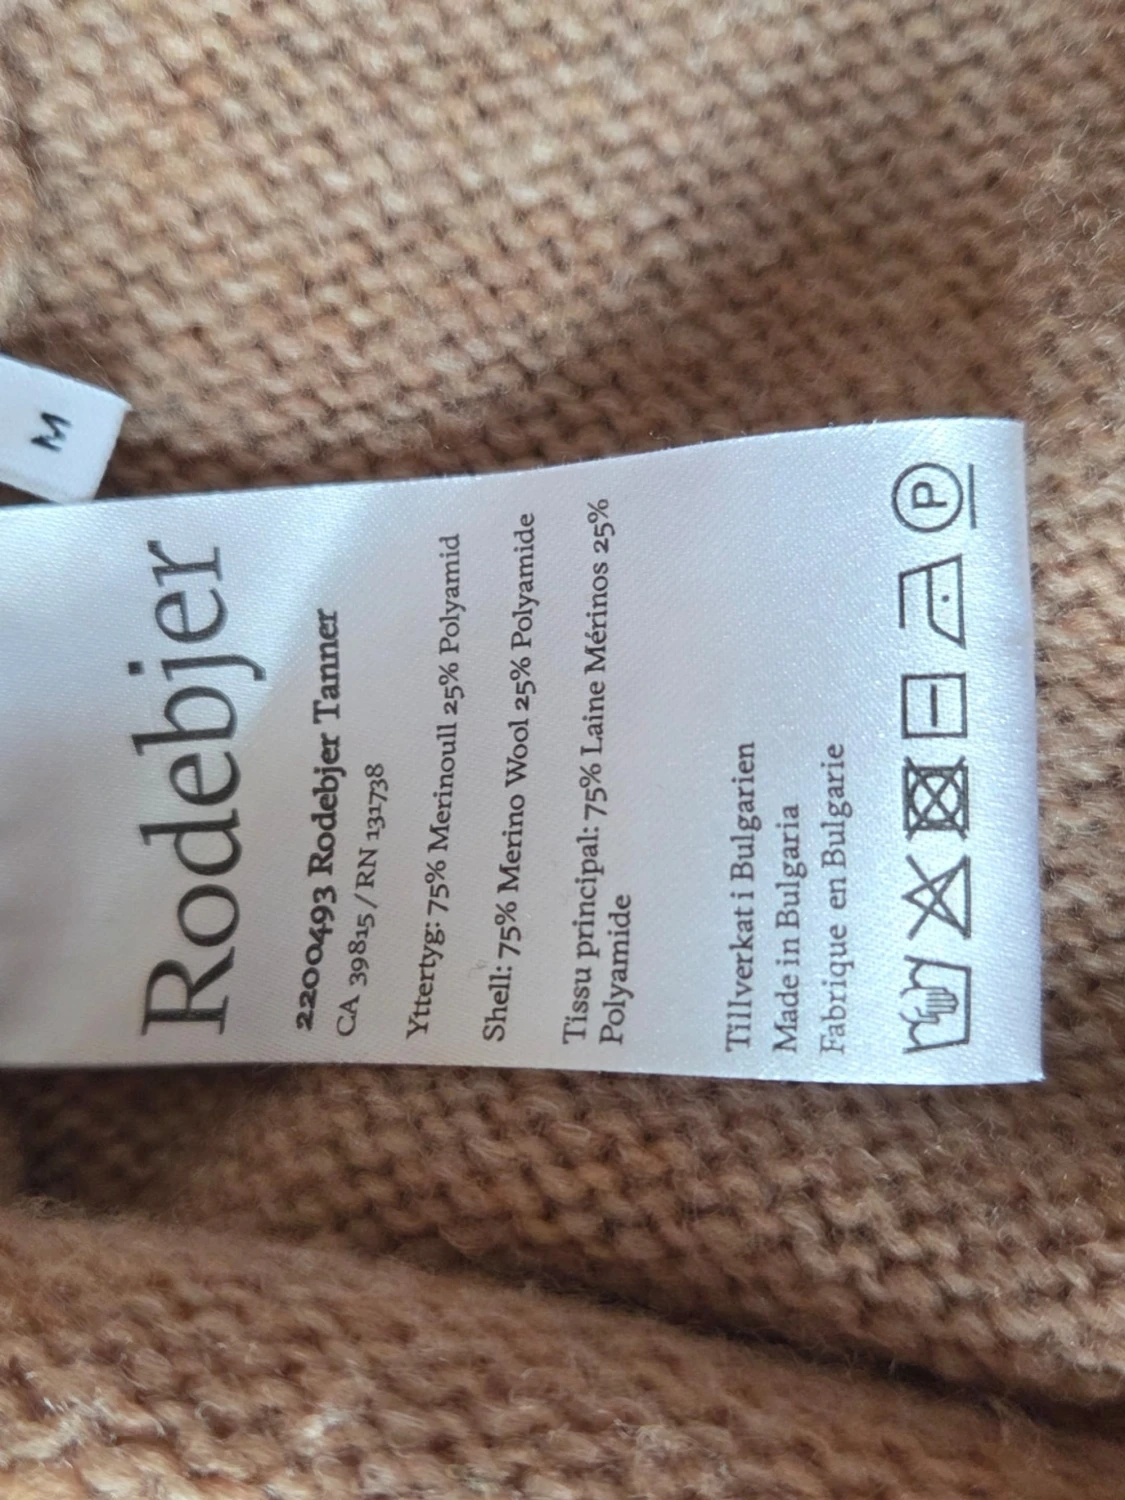 M
Rodebjer
2200493 Rodebjer Tanner
CA 39815 / RN 131738
Yttertyg: 75% Merinoull 25% Polyamid
Shell: 75% Merino Wool 25% Polyamide
Tissu principal: 75% Laine Mérinos 25%
Polyamide
Tillverkat i Bulgarien
Made in Bulgaria
Fabrique en Bulgarie
P